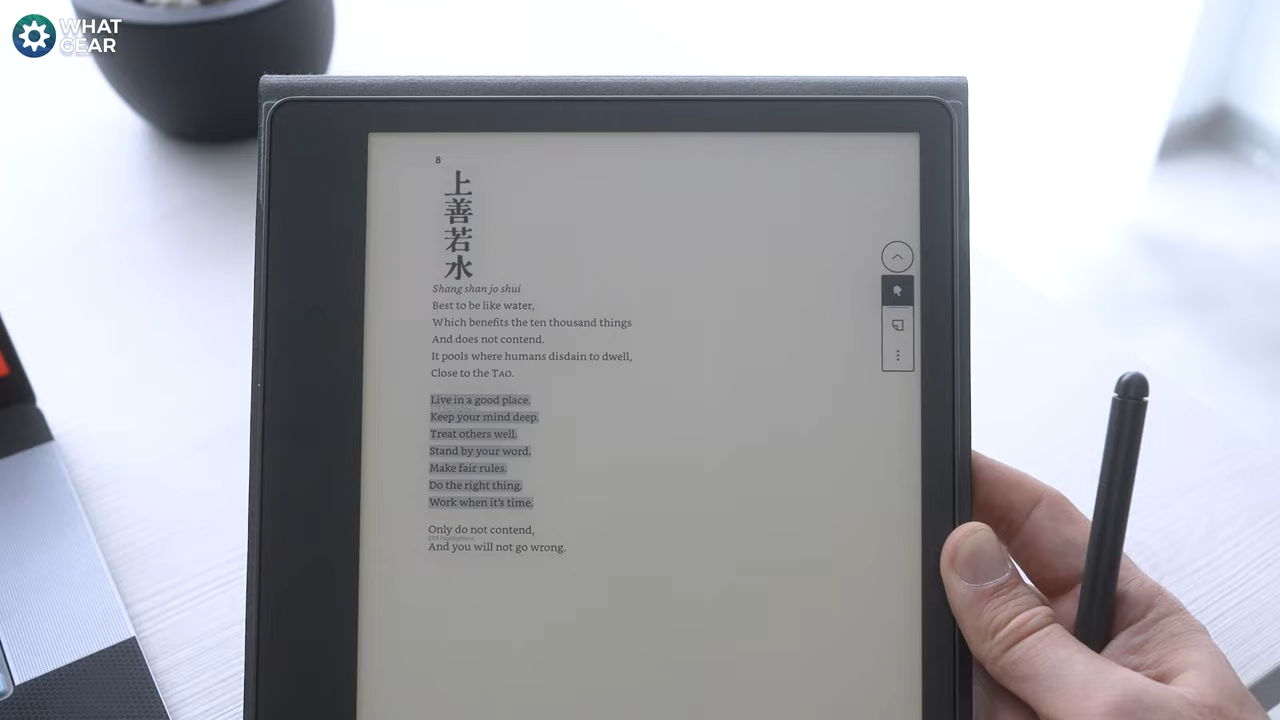 WHAT
GEAR
8
上善若水
Shang shan jo shui
Best to be like water,
Which benefits the ten thousand things
And does not contend.
It pools where humans disdain to dwell,
Close to the TAO.
Live in a good place.
Keep your mind deep.
Treat others well.
Stand by your word.
Make fair rules.
Do the right thing.
Work when it's time.
Only do not contend,
highlighters
And you will not go wrong.